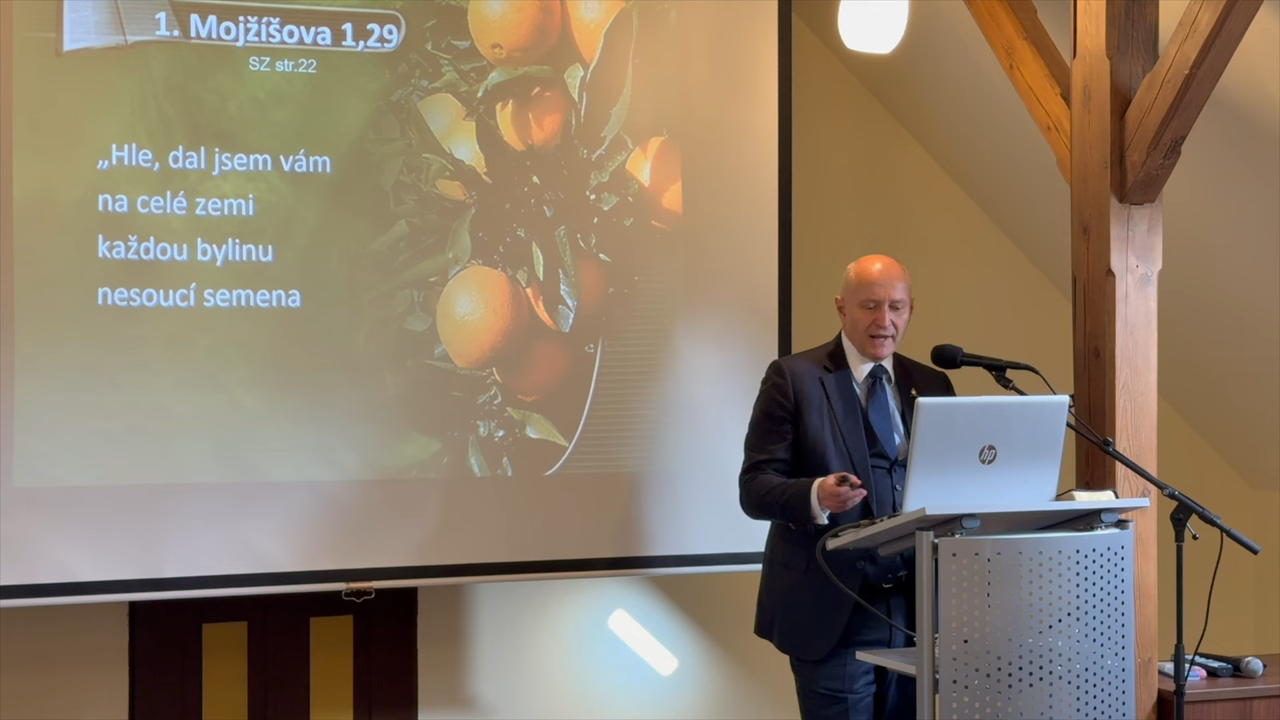 1. Mojžíšova 1,29
SZ str.22
„Hle, dal jsem vám
na celé zemi
každou bylinu
nesoucí semena
hp